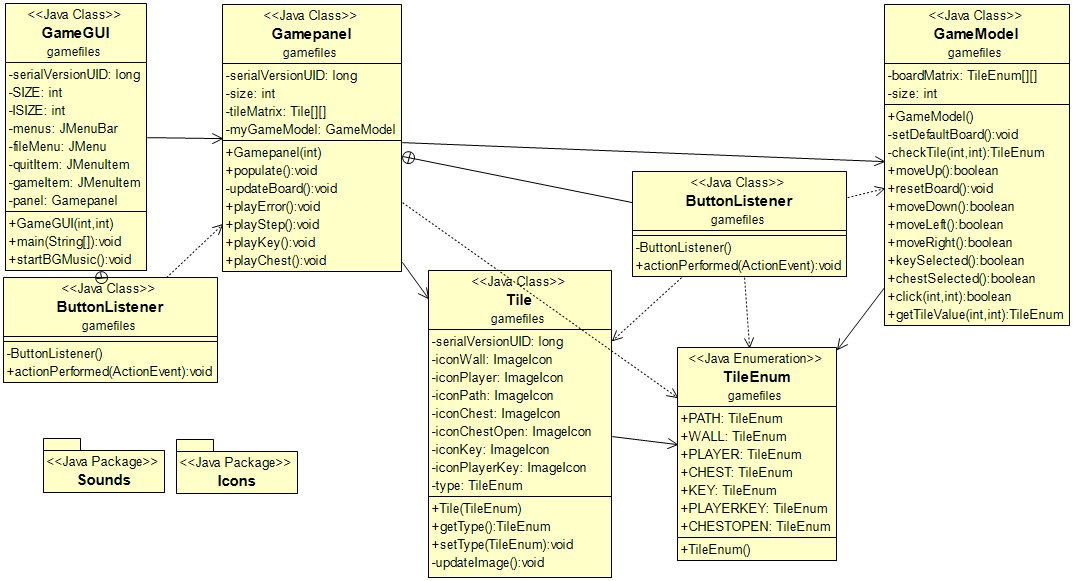 <<Java Class>>
GameGUI
gamefiles
-serialVersionUID: long
-SIZE: int
-ISIZE: int
-menus: JMenuBar
-fileMenu: JMenu
-quitItem: JMenuItem
-gameItem: JMenuItem
-panel: Gamepanel
+GameGUI(int,int)
+main(String[]):void
+startBGMusic():void
<<Java Class>>
ButtonListener
gamefiles
-ButtonListener()
+actionPerformed(ActionEvent):void
<<Java Class>>
Gamepanel
gamefiles
-serialVersionUID: long
-size: int
-tileMatrix: Tile[][]
-myGameModel: GameModel
+Gamepanel(int)
+populate():void
-updateBoard():void
+playError():void
+playStep():void
+playKey():void
+playChest():void
<<Java Class>>
Tile
gamefiles
-serialVersionUID: long
-iconWall: ImageIcon
-iconPlayer: ImageIcon
-iconPath: ImageIcon
-iconChest: ImageIcon
-iconChestOpen: ImageIcon
-iconKey: ImageIcon
-iconPlayerKey: ImageIcon
-type: TileEnum
+Tile(TileEnum)
+getType():TileEnum
+setType(TileEnum):void
-updateImage():void
<<Java Class>>
ButtonListener
gamefiles
-ButtonListener()
+actionPerformed(ActionEvent):void
<<Java Class>>
GameModel
gamefiles
-boardMatrix: TileEnum[][]
-size: int
+GameModel()
-setDefaultBoard():void
-checkTile(int,int):TileEnum
+moveUp():boolean
+resetBoard():void
+moveDown():boolean
+moveLeft():boolean
+moveRight():boolean
+keySelected():boolean
+chestSelected():boolean
+click(int,int):boolean
+getTileValue(int,int):TileEnum
<<Java Enumeration>>
TileEnum
gamefiles
+PATH: TileEnum
+WALL: TileEnum
+PLAYER: TileEnum
+CHEST: TileEnum
+KEY: TileEnum
+PLAYERKEY: TileEnum
+CHESTOPEN: TileEnum
+TileEnum()
<<Java Package>>
Sounds
<<Java Package>>
Icons